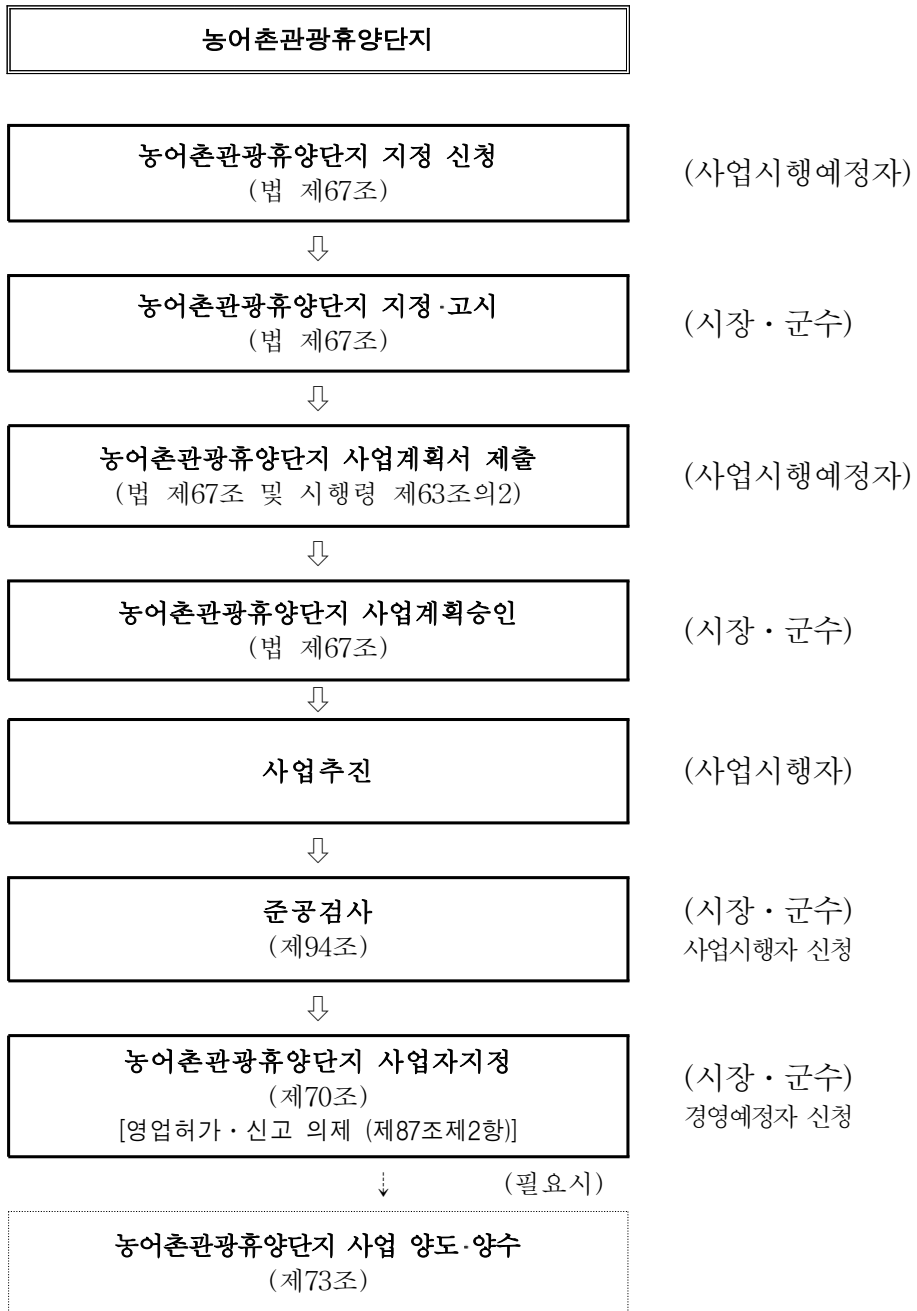 농어촌관광휴양단지
농어촌관광휴양단지 지정 신청
(법 제67조)
(사업시행예정자)
⇩
농어촌관광휴양단지 지정·고시
(법 제67조)
(시장·군수)
⇩
농어촌관광휴양단지 사업계획서 제출
(법 제67조 및 시행령 제63조의2)
(사업시행예정자)
⇩
농어촌관광휴양단지 사업계획승인
(법 제67조)
(시장·군수)
⇩
사업추진
(사업시행자)
⇩
준공검사
(제94조)
(시장·군수)
사업시행자 신청
⇩
농어촌관광휴양단지 사업자지정
(제70조)
[영업허가·신고 의제 (제87조제2항)]
(시장·군수)
경영예정자 신청
(필요시)
농어촌관광휴양단지 사업 양도·양수
(제73조)